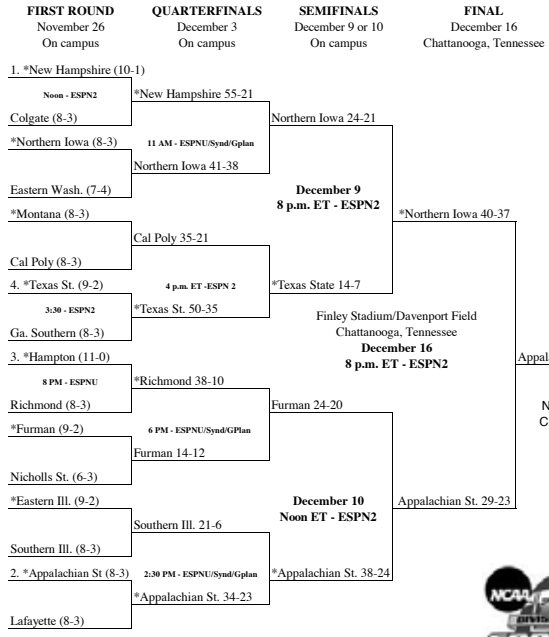 FIRST ROUND
November 26
On campus
QUARTERFINALS
December 3
On campus
SEMIFINALS
December 9 or 10
On campus
FINAL
December 16
Chattanooga, Tennessee
1. *New Hampshire (10-1)
Noon - ESPN2
Colgate (8-3)
*Northern Iowa (8-3)
Eastern Wash. (7-4)
*Montana (8-3)
Cal Poly (8-3)
4. *Texas St. (9-2)
3:30 - ESPN2
Ga. Southern (8-3)
3. *Hampton (11-0)
8 PM - ESPNU
Richmond (8-3)
*Furman (9-2)
Nicholls St. (6-3)
*Eastern Ill. (9-2)
Southern Ill. (8-3)
2. *Appalachian St (8-3)
Lafayette (8-3)
*New Hampshire 55-21
11 AM - ESPNU/Synd/Gplan
Northern Iowa 41-38
Cal Poly 35-21
4 p.m. ET -ESPN 2
*Texas St. 50-35
*Richmond 38-10
6 PM - ESPNU/Synd/GPlan
Furman 14-12
Southern Ill. 21-6
2:30 PM - ESPNU/Synd/Gplan
*Appalachian St. 34-23
Northern Iowa 24-21
December 9
8 p.m. ET - ESPN2
*Texas State 14-7
Furman 24-20
December 10
Noon ET - ESPN2
*Appalachian St. 38-24
*Northern Iowa 40-37
Finley Stadium/Davenport Field
Chattanooga, Tennessee
December 16
8 p.m. ET - ESPN2
Appalachian St. 29-23
Appal
N
C
NCAA